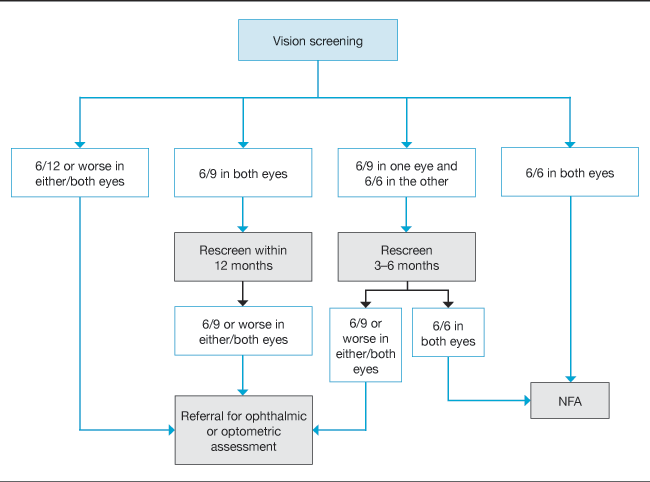 Vision screening
6/12 or worse in
either/both eyes
6/9 in both eyes
6/9 in one eye and
6/6 in the other
6/6 in both eyes
Rescreen within
12 months
Rescreen
3–6 months
6/9 or worse in
either/both eyes
6/9 or
worse in
either/both
eyes
6/6 in
both eyes
Referral for ophthalmic
or optometric
assessment
NFA